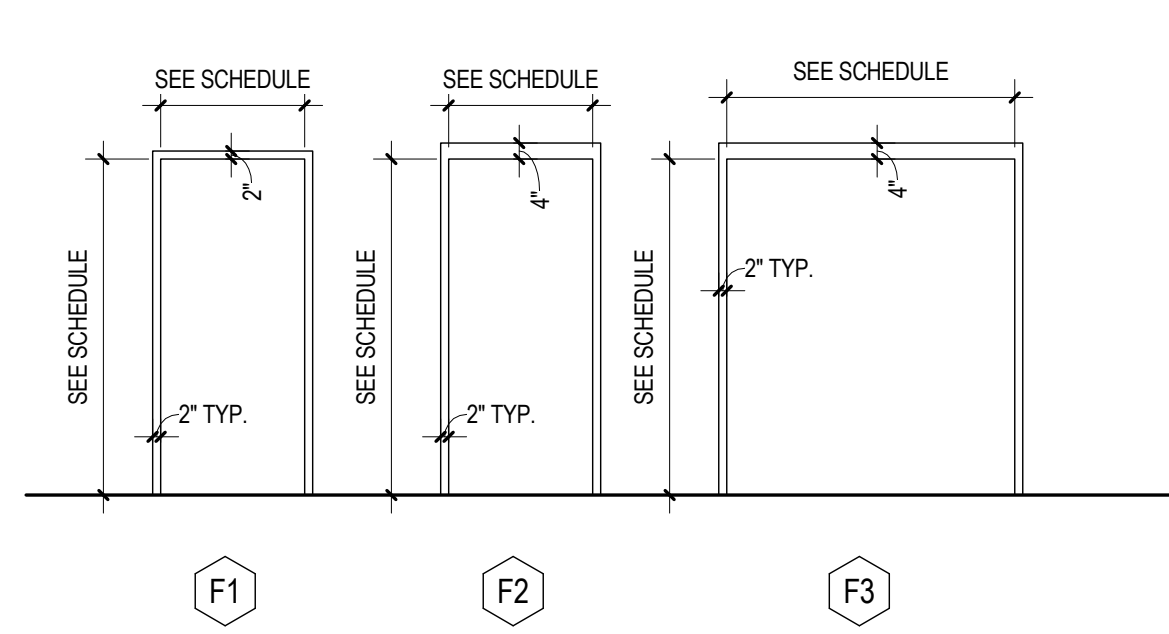 SEE SCHEDULE
SEE SCHEDULE
SEE SCHEDULE
2"
4"
4"
SEE SCHEDULE
SEE SCHEDULE
SEE SCHEDULE
2" TYP.
2" TYP.
2" TYP.
F1
F2
F3